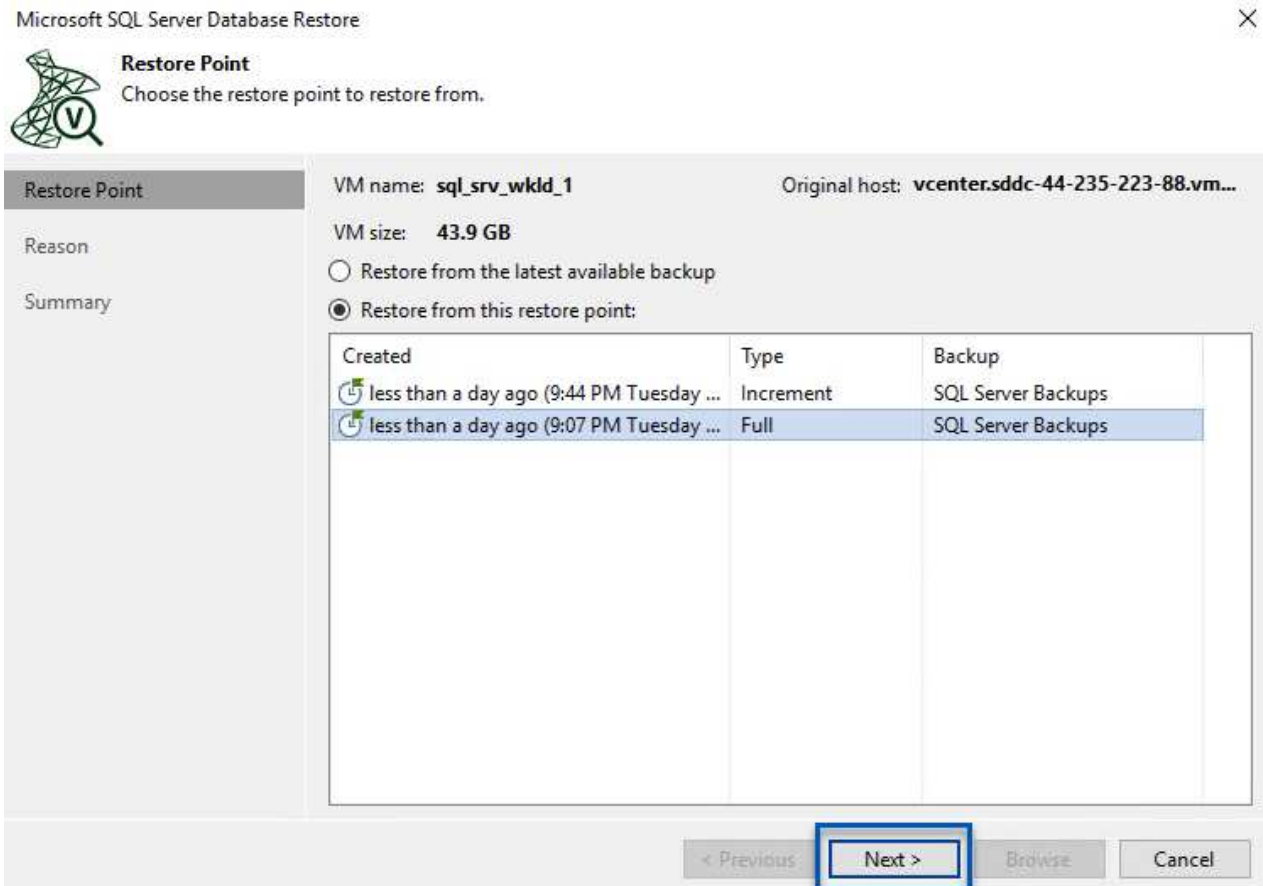 Microsoft SQL Server Database Restore
Restore Point
Choose the restore point to restore from.
Restore Point
Reason
Summary
VM name: sql_srv_wkld_1 Original host: vcenter.sddc-44-235-223-88.vm...
VM size: 43.9 GB
Restore from the latest available backup
Restore from this restore point:
Created Type Backup
less than a day ago (9:44 PM Tuesday ... Increment SQL Server Backups
less than a day ago (9:07 PM Tuesday ... Full SQL Server Backups
< Previous Next > Browse Cancel